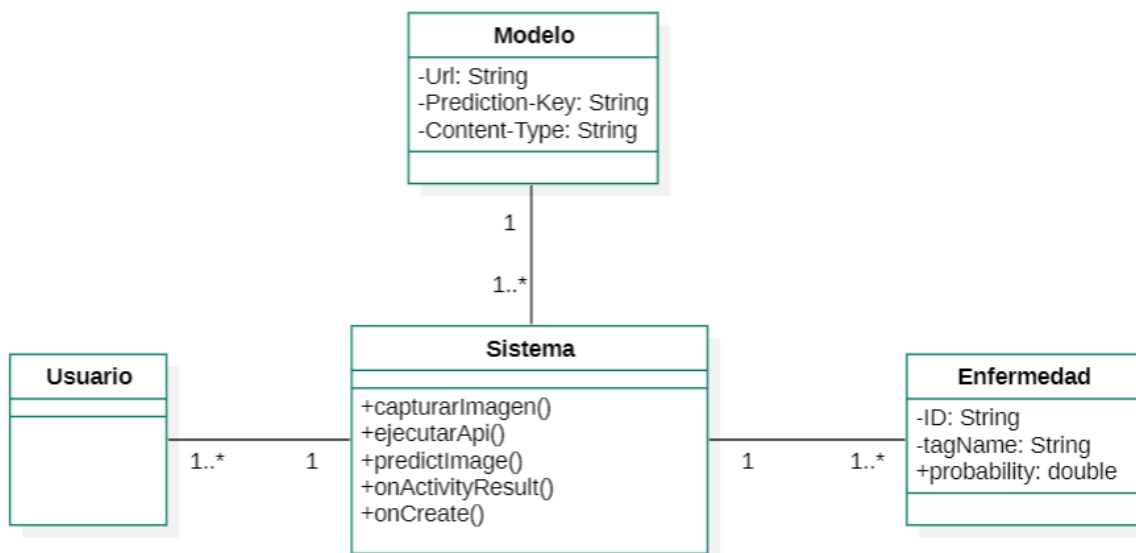 Modelo
-Url: String
-Prediction-Key: String
-Content-Type: String
1
1..*
Usuario
1..*
1
Sistema
+capturarImagen()
+ejecutarApi()
+predictImage()
+onActivityResult()
+onCreate()
1
1..*
Enfermedad
-ID: String
-tagName: String
+probability: double